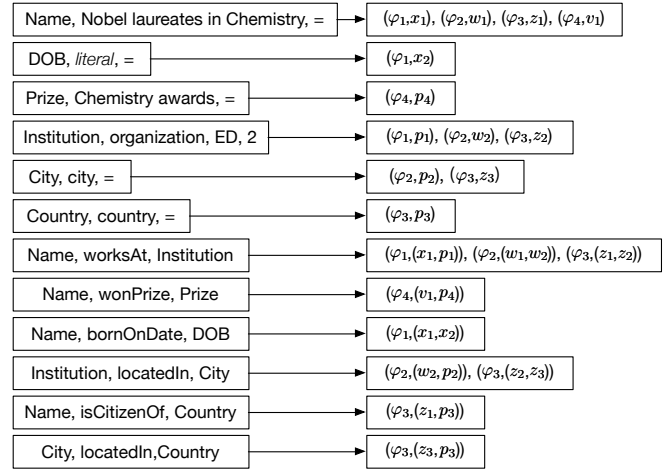 Name, Nobel laureates in Chemistry, = (φ₁,x₁), (φ₂,w₁), (φ₃,z₁), (φ₄,v₁)
DOB, literal, = (φ₁,x₂)
Prize, Chemistry awards, = (φ₄,p₄)
Institution, organization, ED, 2 (φ₁,p₁), (φ₂,w₂), (φ₃,z₂)
City, city, = (φ₂,p₂), (φ₃,z₃)
Country, country, = (φ₃,p₃)
Name, worksAt, Institution (φ₁,(x₁,p₁)), (φ₂,(w₁,w₂)), (φ₃,(z₁,z₂))
Name, wonPrize, Prize (φ₄,(v₁,p₄))
Name, bornOnDate, DOB (φ₁,(x₁,x₂))
Institution, locatedIn, City (φ₂,(w₂,p₂)), (φ₃,(z₂,z₃))
Name, isCitizenOf, Country (φ₃,(z₁,p₃))
City, locatedIn,Country (φ₃,(z₃,p₃))